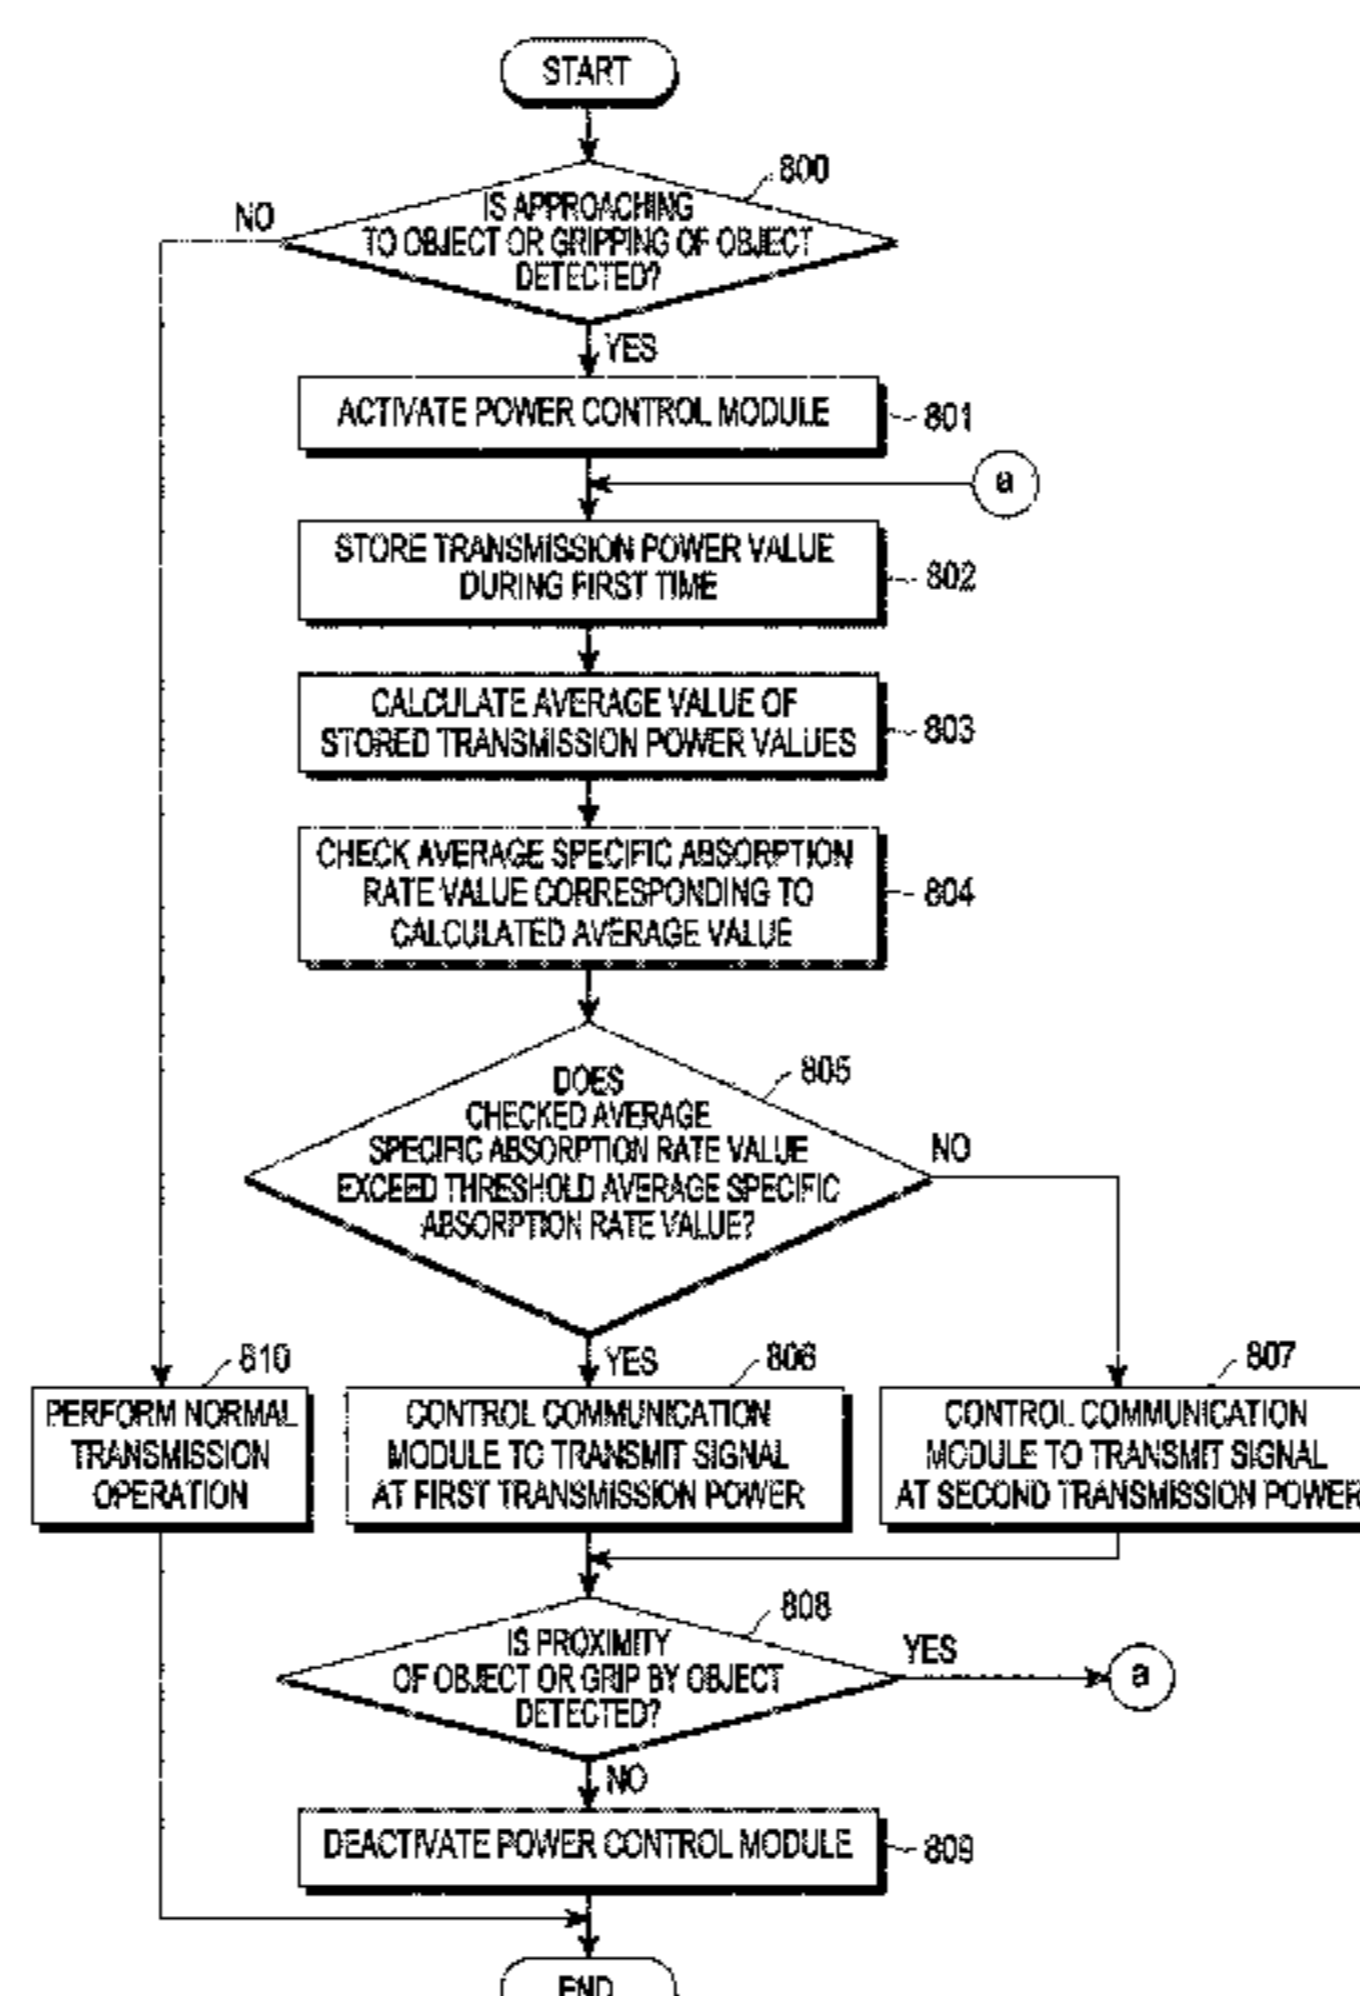 START
800
NO
IS APPROACHING
TO OBJECT OR GRIPPING OF OBJECT
DETECTED?
YES
ACTIVATE POWER CONTROL MODULE
801
a
STORE TRANSMISSION POWER VALUE
DURING FIRST TIME
802
CALCULATE AVERAGE VALUE OF
STORED TRANSMISSION POWER VALUES
803
CHECK AVERAGE SPECIFIC ABSORPTION
RATE VALUE CORRESPONDING TO
CALCULATED AVERAGE VALUE
804
805
DOES
CHECKED AVERAGE
SPECIFIC ABSORPTION RATE VALUE
EXCEED THRESHOLD AVERAGE SPECIFIC
ABSORPTION RATE VALUE?
NO
YES
810
PERFORM NORMAL
TRANSMISSION
OPERATION
806
CONTROL COMMUNICATION
MODULE TO TRANSMIT SIGNAL
AT FIRST TRANSMISSION POWER
807
CONTROL COMMUNICATION
MODULE TO TRANSMIT SIGNAL
AT SECOND TRANSMISSION POWER
808
IS PROXIMITY
OF OBJECT OR GRIP BY OBJECT
DETECTED?
YES
a
NO
DEACTIVATE POWER CONTROL MODULE
809
END